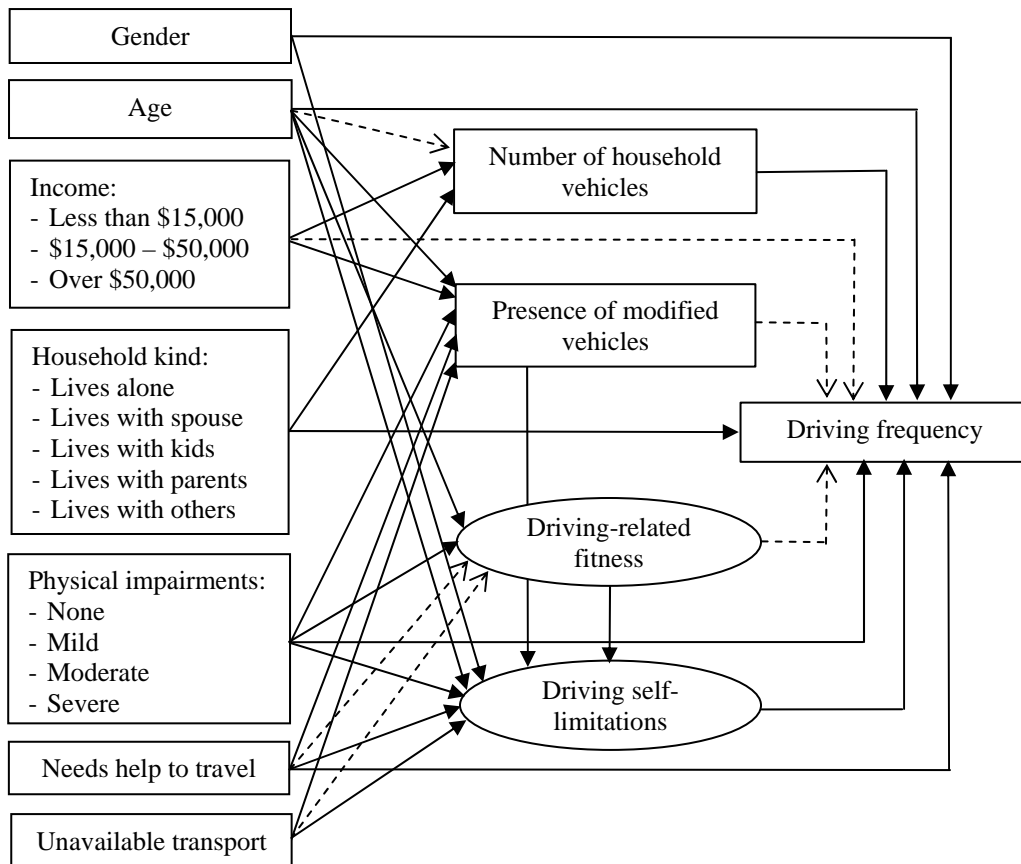 Gender
Age
Income:
- Less than $15,000
- $15,000 – $50,000
- Over $50,000
Household kind:
- Lives alone
- Lives with spouse
- Lives with kids
- Lives with parents
- Lives with others
Physical impairments:
- None
- Mild
- Moderate
- Severe
Needs help to travel
Unavailable transport
Number of household
vehicles
Presence of modified
vehicles
Driving-related
fitness
Driving self-
limitations
Driving frequency